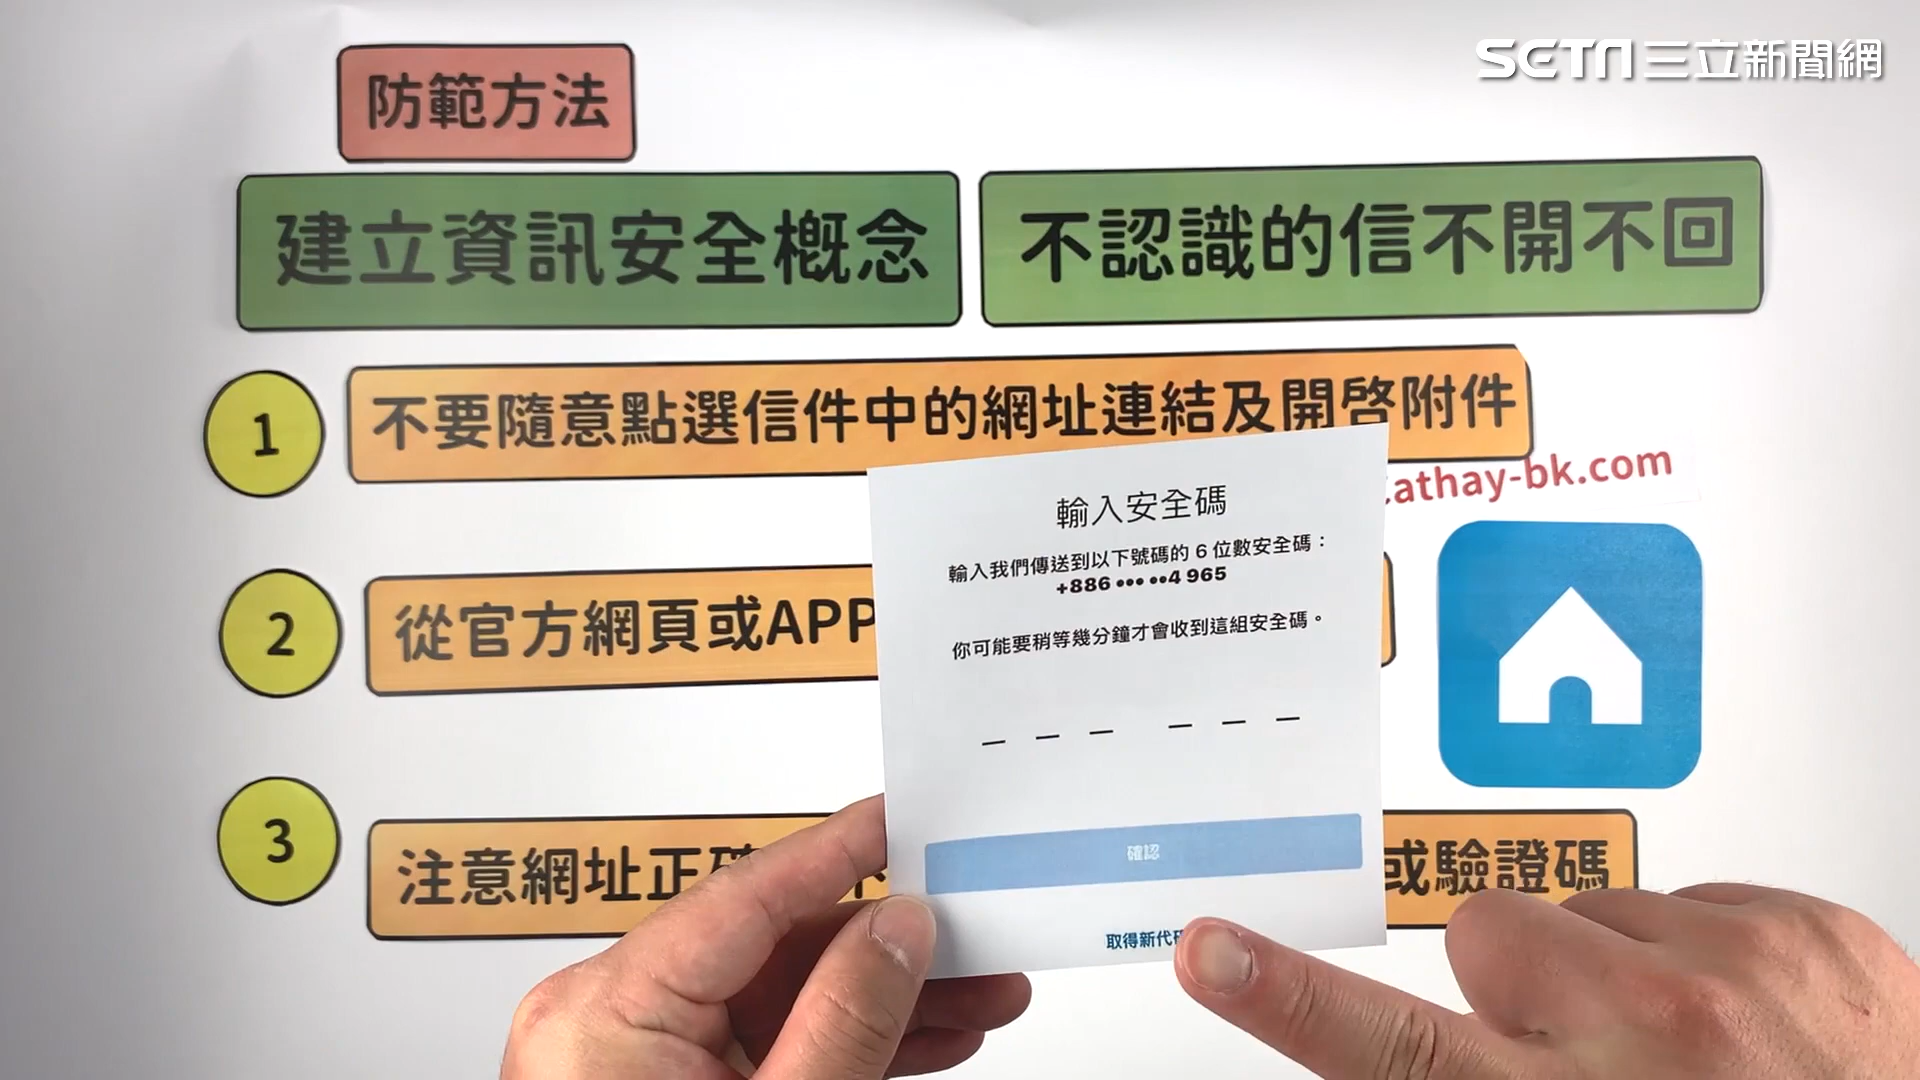 SETN三立新聞網
防範方法
建立資訊安全概念
不認識的信不開不回
1
不要隨意點選信件中的網址連結及開啓附件
athay-bk.com
2
從官方網頁或APP
3
注意網址正
或驗證碼
輸入安全碼
輸入我們傳送到以下號碼的 6 位數安全碼：
+886 ••• ••4 965
你可能要稍等幾分鐘才會收到這組安全碼。
_ _ _ _ _ _
確認
取得新代